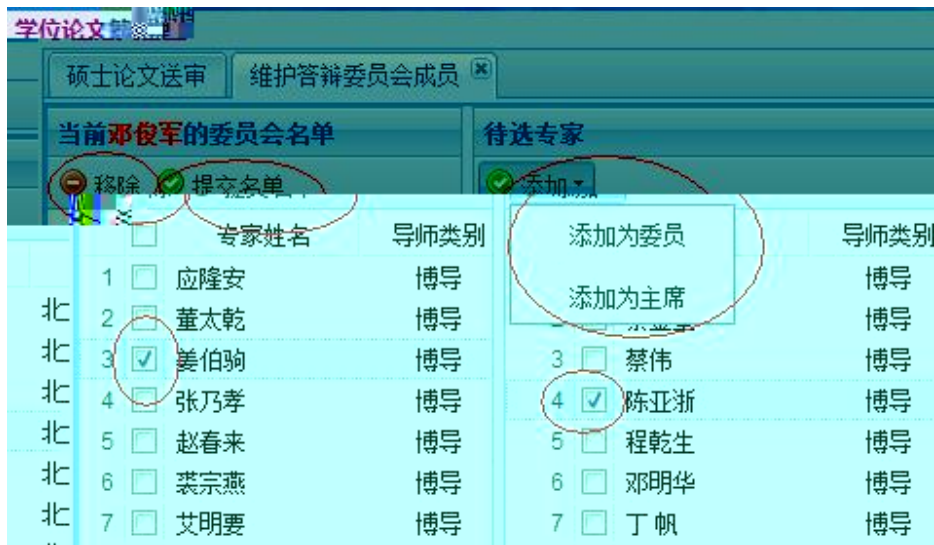 学位论文
硕士论文送审 维护答辩委员会成员
当前邓俊军的委员会名单 待选专家
移除 提交名单 添加
专家姓名 导师类别 添加为委员 导师类别
1 应隆安 博导 博导
北 2 董太乾 博导 添加为主席 博导
北 3 姜伯驹 博导 3 蔡伟 博导
北 4 张乃孝 博导 4 陈亚浙 博导
北 5 赵春来 博导 5 程乾生 博导
北 6 裘宗燕 博导 6 邓明华 博导
北 7 艾明要 博导 7 丁帆 博导